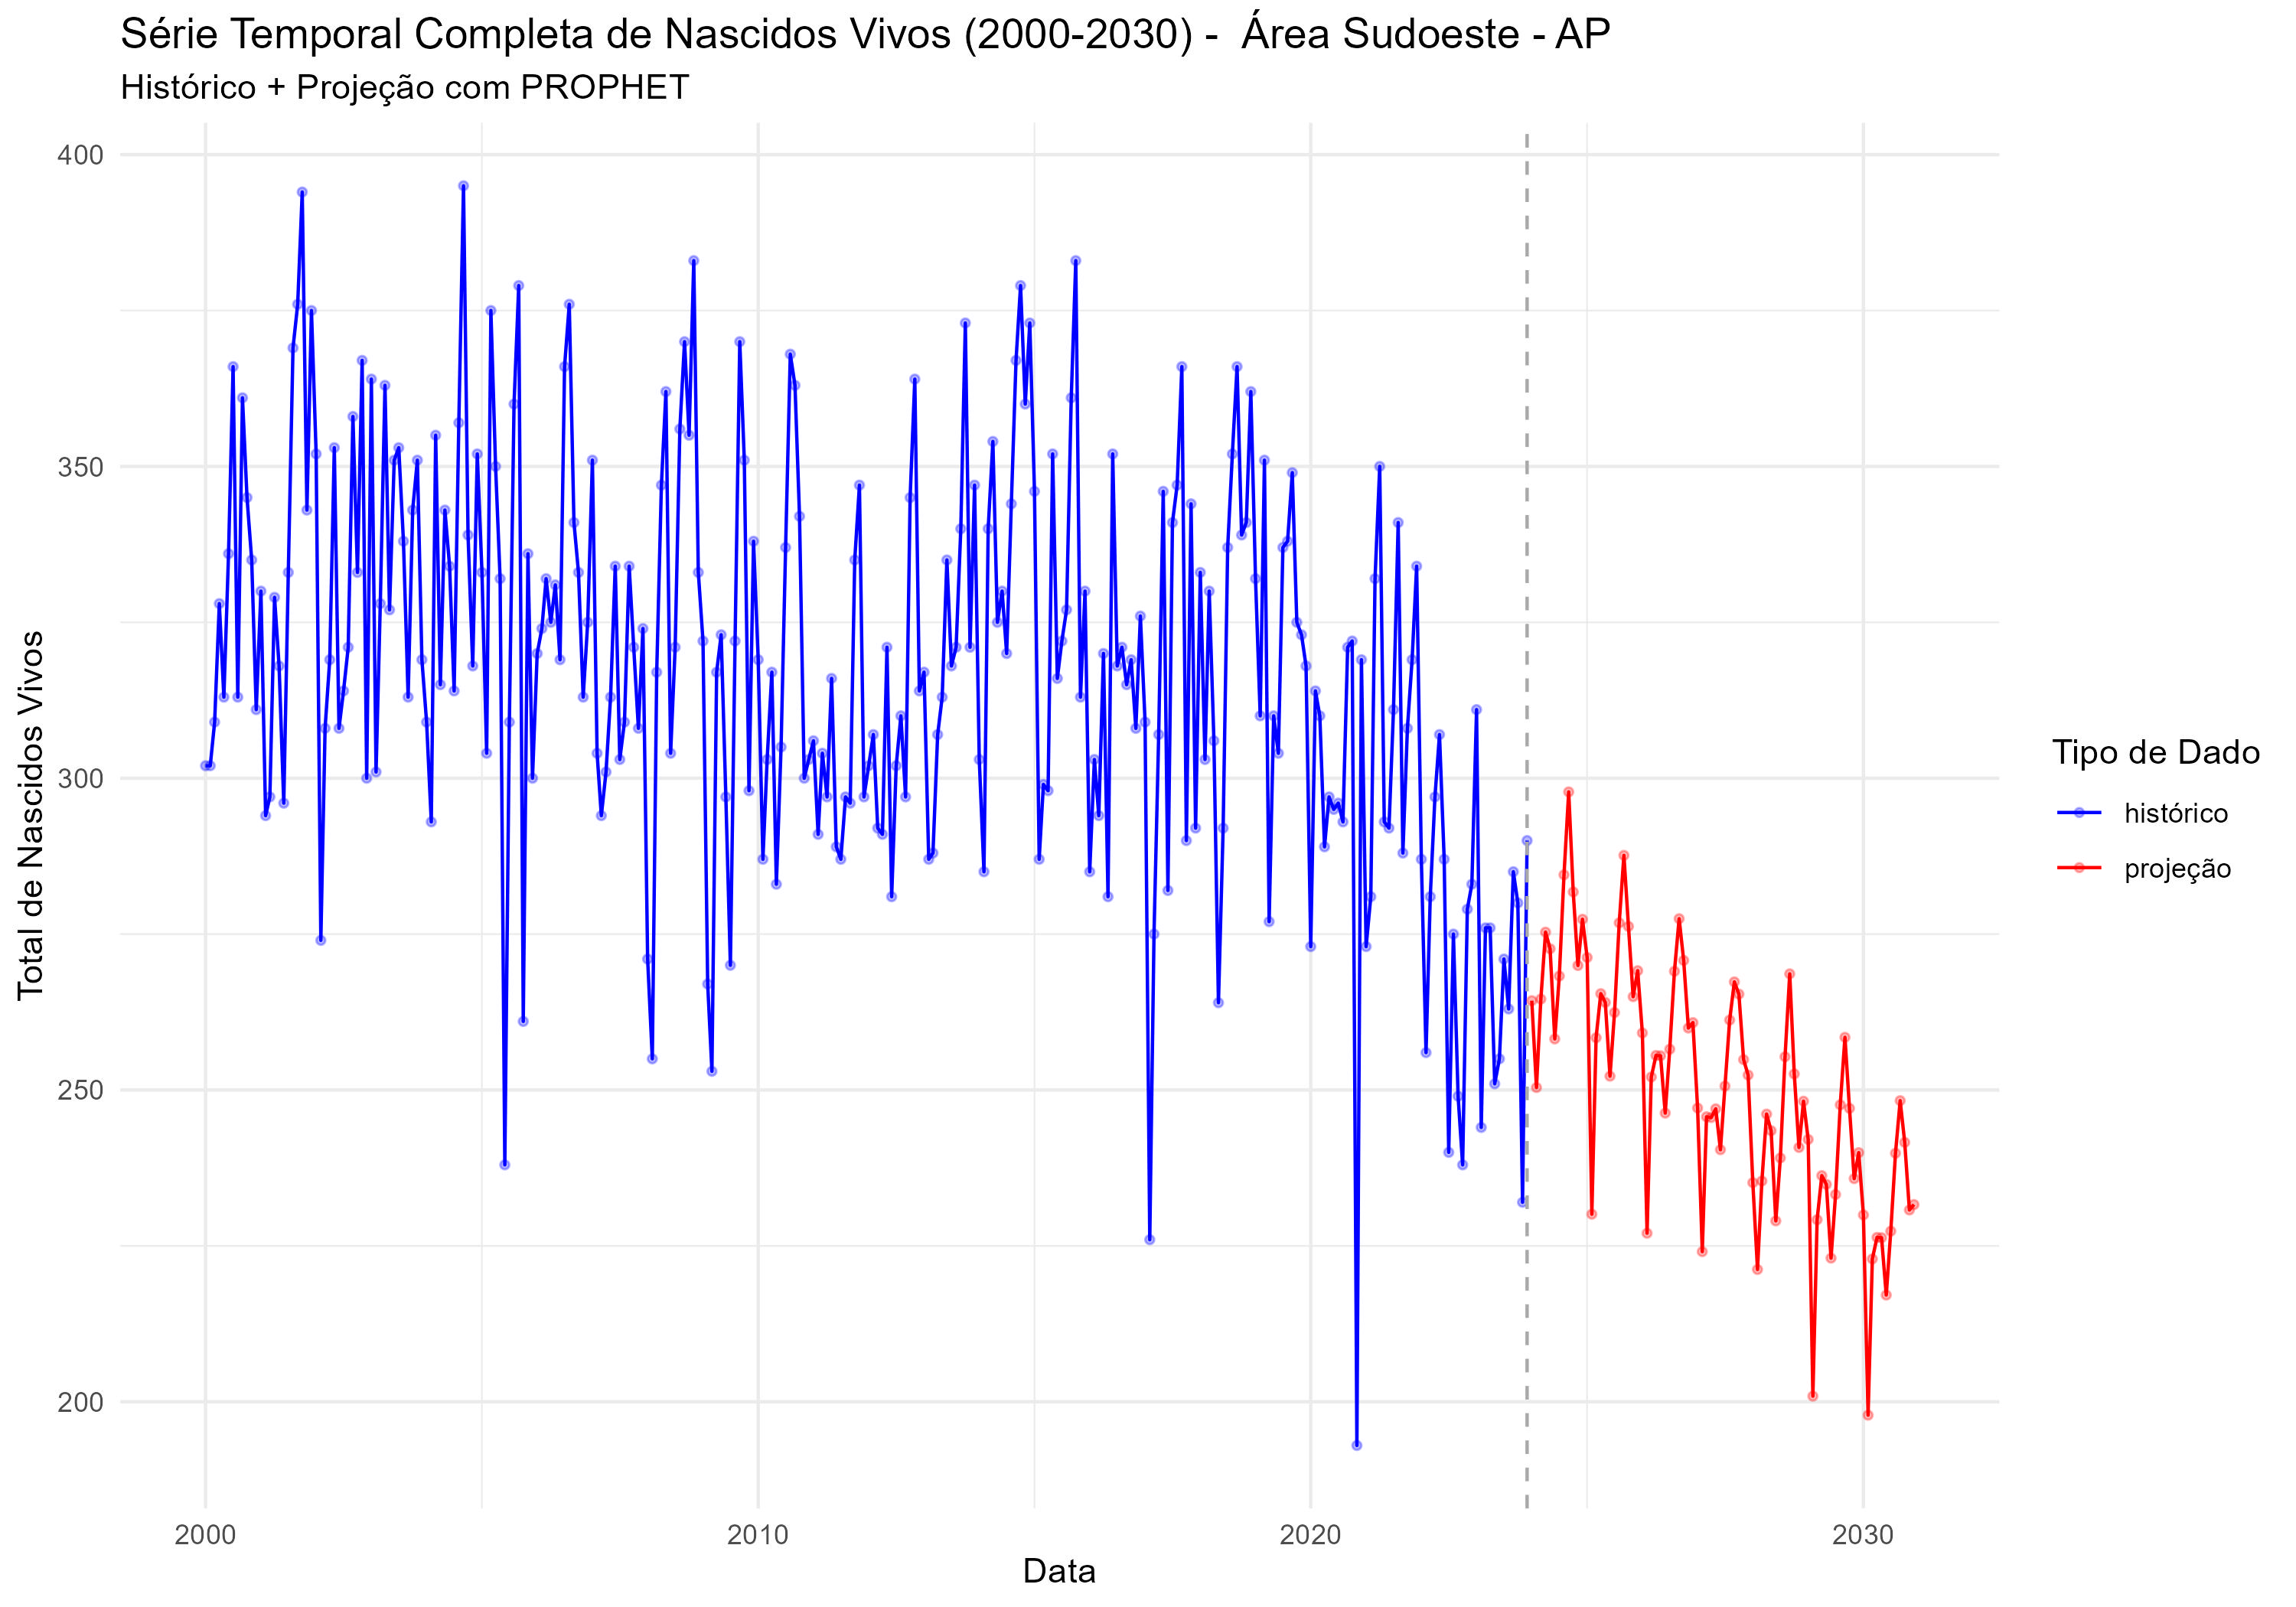 Série Temporal Completa de Nascidos Vivos (2000-2030) -  Área Sudoeste - AP
Histórico + Projeção com PROPHET
400
350
300
250
200
Total de Nascidos Vivos
2000
2010
2020
2030
Data
Tipo de Dado
histórico
projeção